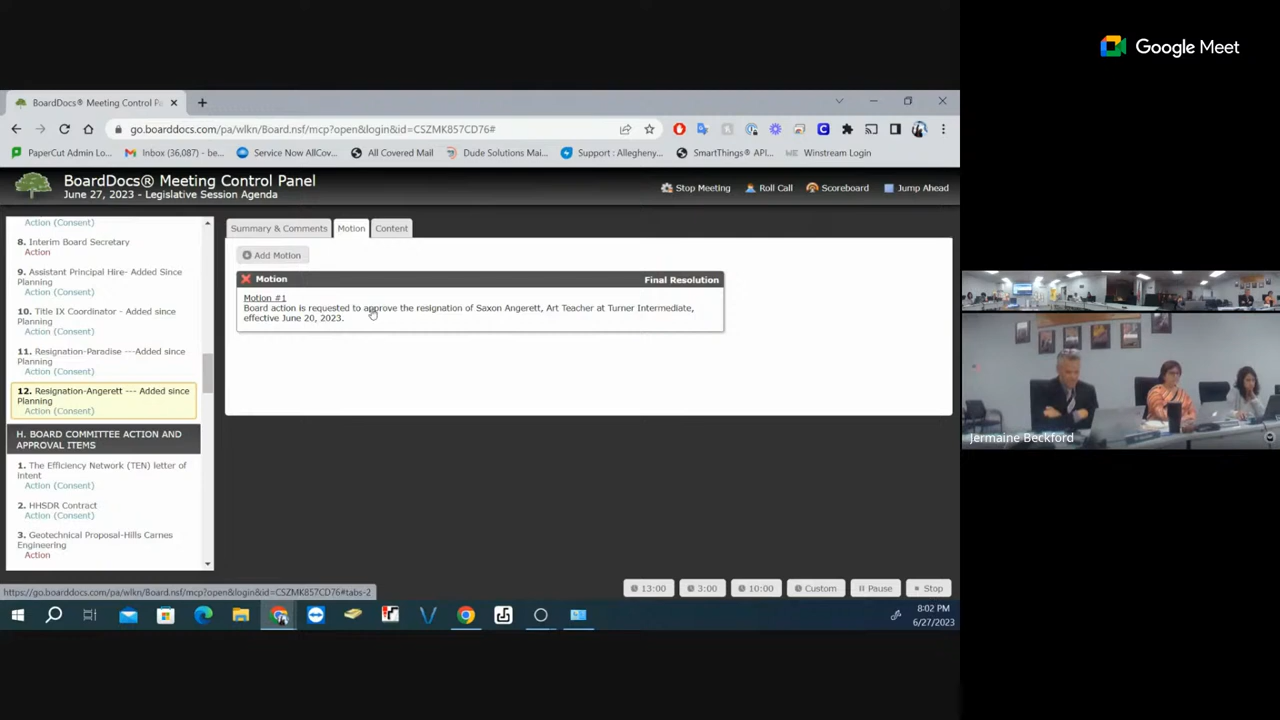 Google Meet
BoardDocs® Meeting Control Pa
go.boarddocs.com/pa/wlkn/Board.nsf/mcp?open&login&id=CSZMK857CD76#
PaperCut Admin Lo...
Inbox (36,087) - be...
Service Now AllCov...
All Covered Mail
Dude Solutions Mai...
Support : Allegheny...
SmartThings® API...
Winstream Login
BoardDocs® Meeting Control Panel
June 27, 2023 - Legislative Session Agenda
Stop Meeting
Roll Call
Scoreboard
Jump Ahead
Action (Consent)
8. Interim Board Secretary
Action
9. Assistant Principal Hire- Added Since
Planning
Action (Consent)
10. Title IX Coordinator - Added since
Planning
Action (Consent)
11. Resignation-Paradise ---Added since
Planning
Action (Consent)
12. Resignation-Angerett --- Added since
Planning
Action (Consent)
H. BOARD COMMITTEE ACTION AND
APPROVAL ITEMS
1. The Efficiency Network (TEN) letter of
intent
Action (Consent)
2. HHSDR Contract
Action (Consent)
3. Geotechnical Proposal-Hills Carnes
Engineering
Action
Summary & Comments
Motion
Content
Add Motion
Motion
Final Resolution
Motion #1
Board action is requested to approve the resignation of Saxon Angerett, Art Teacher at Turner Intermediate,
effective June 20, 2023.
Jermaine Beckford
13:00
3:00
10:00
Custom
Pause
Stop
https://go.boarddocs.com/pa/wlkn/Board.nsf/mcp?open&login&id=CSZMK857CD76#tabs-2
8:02 PM
6/27/2023